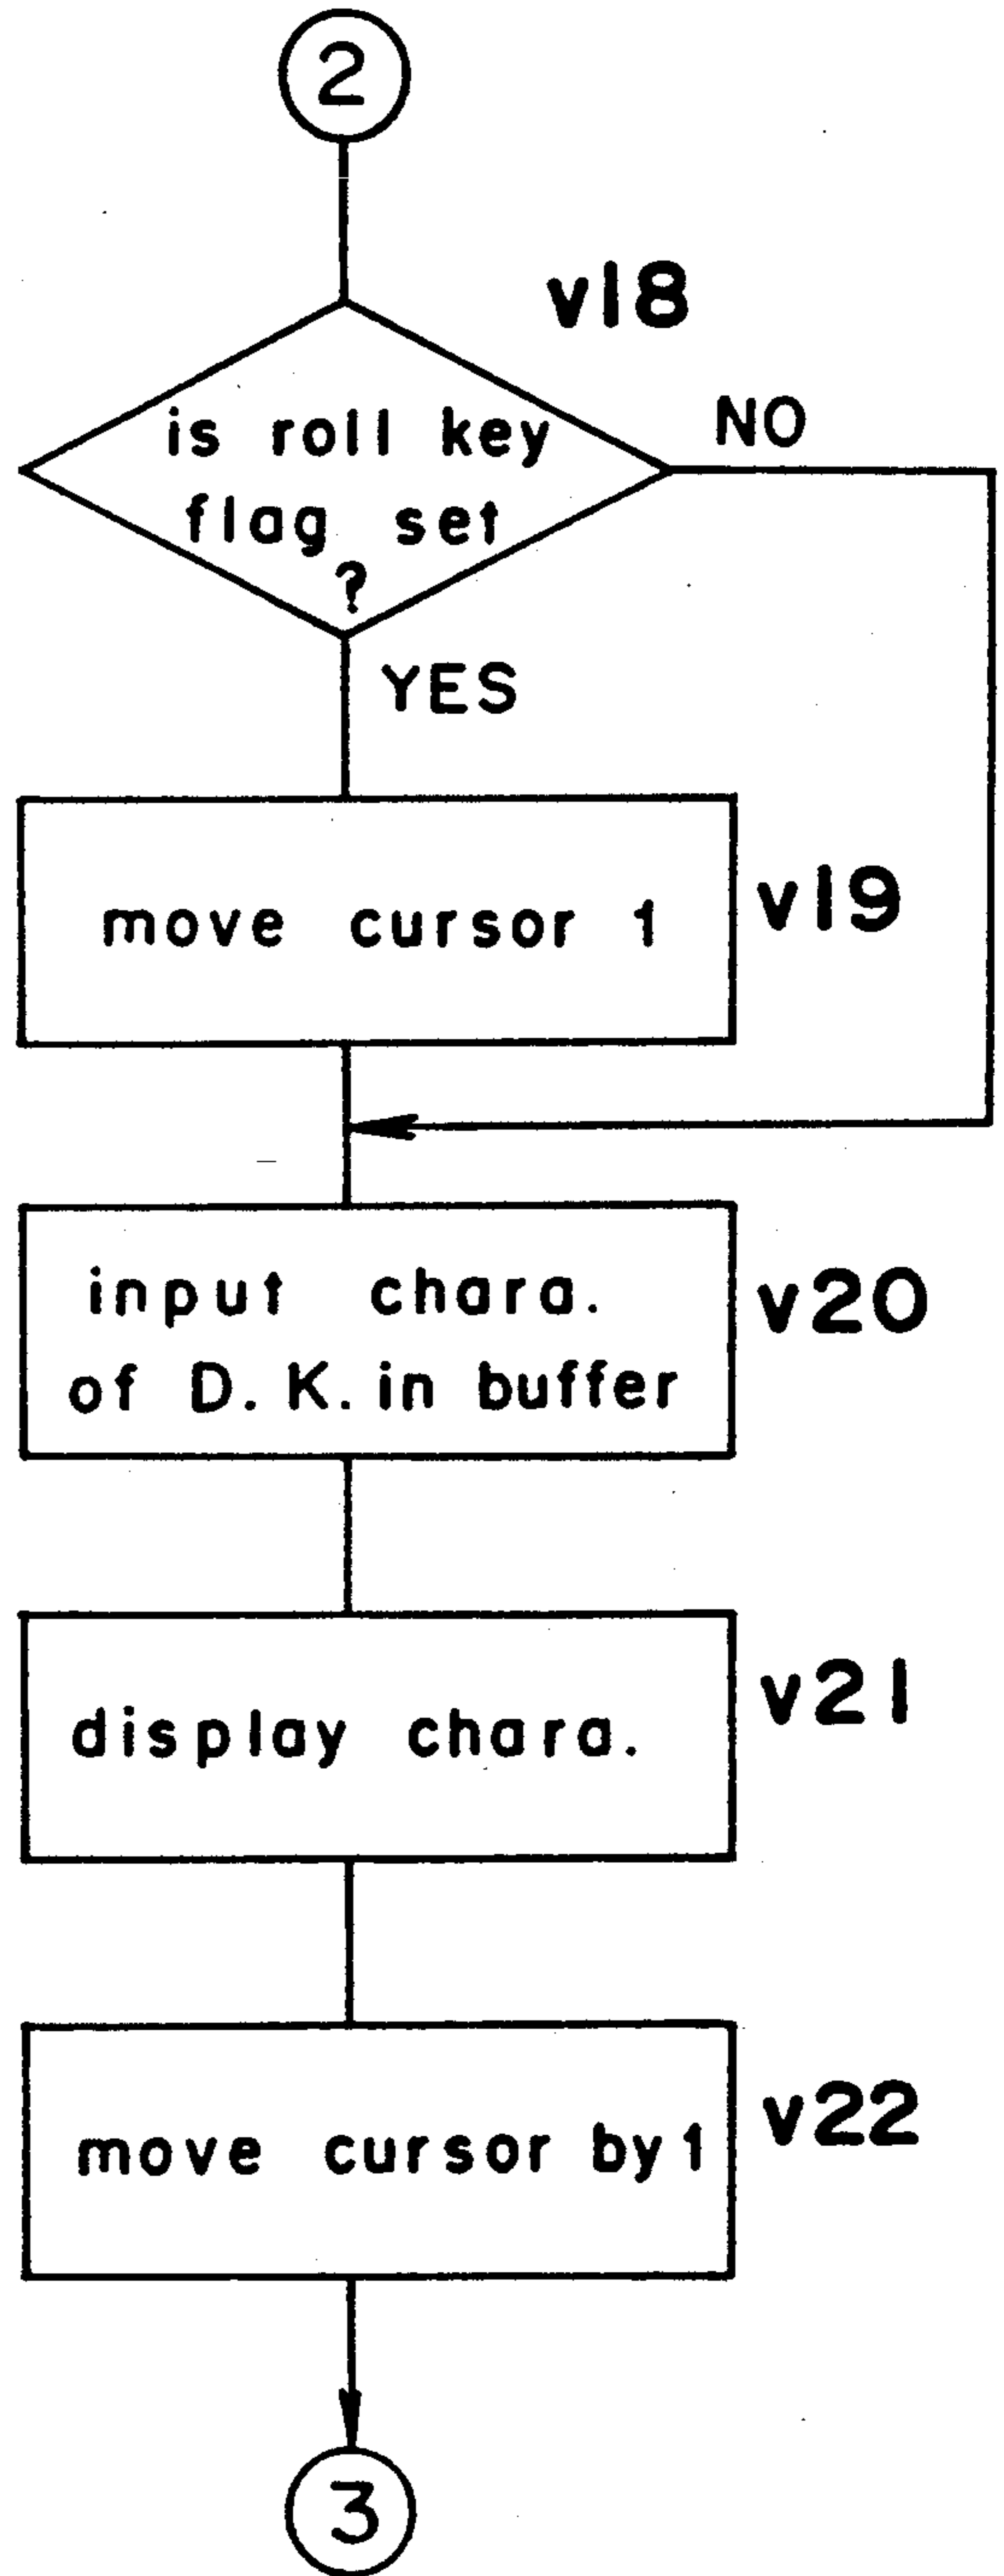 2
v18
is roll key
flag set
?
NO
YES
move cursor 1
v19
input chara.
of D. K. in buffer
v20
display chara.
v21
move cursor by 1
v22
3